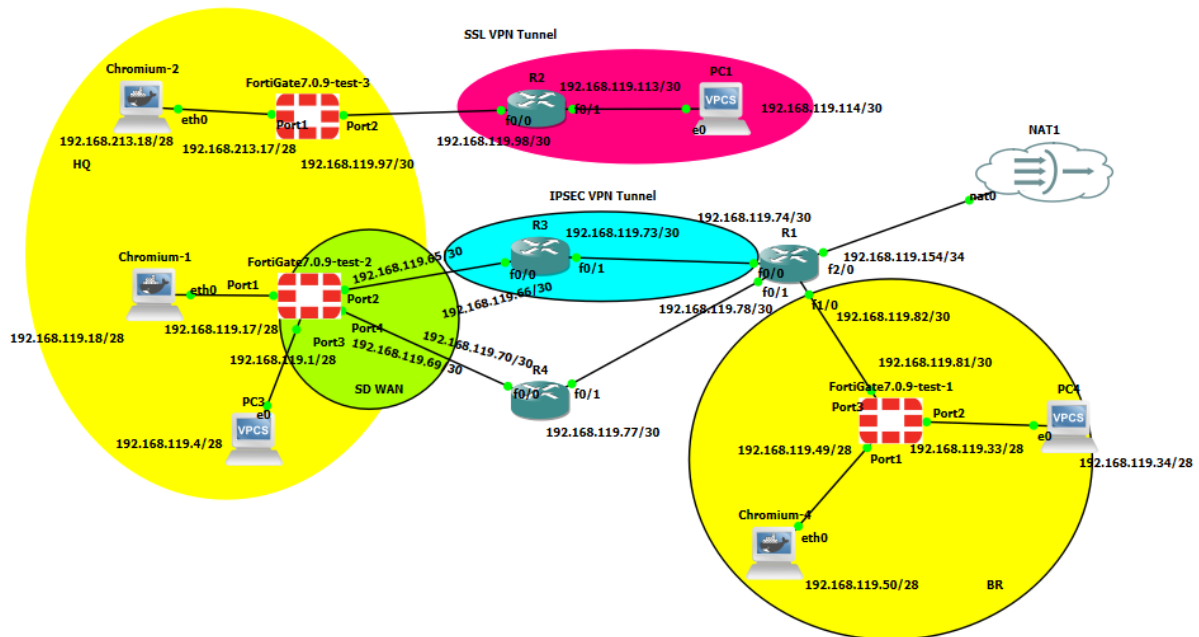 SSL VPN Tunnel
Chromium-2
FortiGate7.0.9-test-3
R2
192.168.119.113/30
PC1
eth0
Port1
Port2
f0/0
f0/1
VPCS
e0
192.168.119.114/30
192.168.213.18/28
192.168.213.17/28
192.168.119.97/30
192.168.119.98/30
HQ
NAT1
nat0
IPSEC VPN Tunnel
R3
192.168.119.73/30
192.168.119.74/30
R1
Chromium-1
FortiGate7.0.9-test-2
192.168.119.65/30
f0/0
f0/1
f0/0
f2/0
192.168.119.154/34
eth0
Port1
Port2
192.168.119.66/30
f0/1
f1/0
192.168.119.18/28
192.168.119.17/28
Port4
Port3
192.168.119.78/30
192.168.119.82/30
192.168.119.1/28
192.168.119.70/30
192.168.119.69/30
R4
192.168.119.81/30
SD WAN
f0/0
f0/1
FortiGate7.0.9-test-1
PC4
PC3
e0
VPCS
Port3
Port2
VPCS
e0
192.168.119.4/28
192.168.119.77/30
192.168.119.49/28
Port1
192.168.119.33/28
192.168.119.34/28
Chromium-4
eth0
192.168.119.50/28
BR